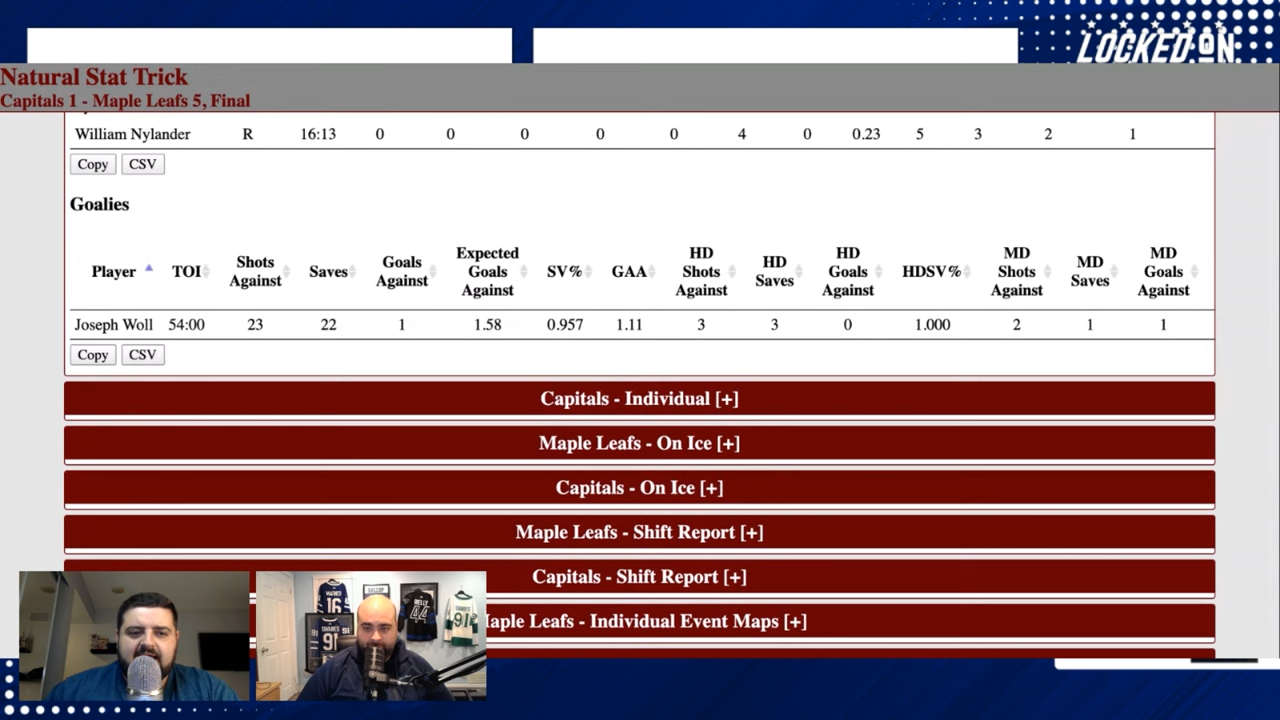 LOCKED ON
Natural Stat Trick
Capitals 1 - Maple Leafs 5, Final
William Nylander R 16:13 0 0 0 0 0 4 0 0.23 5 3 2 1
Copy CSV
Goalies
Player TOI Shots Against Saves Goals Against Expected Goals Against SV% GAA HD Shots Against HD Saves HD Goals Against HDSV% MD Shots Against MD Saves MD Goals Against
Joseph Woll 54:00 23 22 1 1.58 0.957 1.11 3 3 0 1.000 2 1 1
Copy CSV
Capitals - Individual [+]
Maple Leafs - On Ice [+]
Capitals - On Ice [+]
Maple Leafs - Shift Report [+]
Capitals - Shift Report [+]
Maple Leafs - Individual Event Maps [+]
16
91
44
91